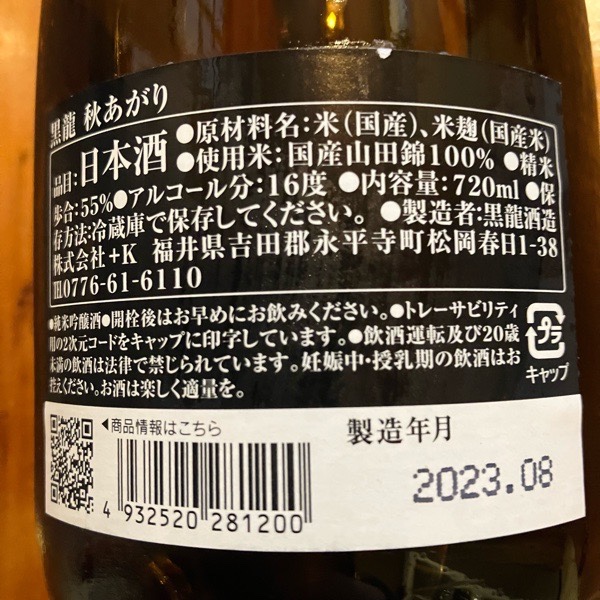 黒龍 秋あがり
品目:日本酒 ●原材料名:米(国産)、米麹(国産米)
●使用米:国産山田錦100% ●精米
歩合:55%●アルコール分:16度 ●内容量:720ml ●保
存方法:冷蔵庫で保存してください。 ●製造者:黒龍酒造
株式会社+K 福井県吉田郡永平寺町松岡春日1-38
TEL0776-61-6110
●純米吟醸酒●開栓後はお早めにお飲みください。●トレーサビリティ
用の2次元コードをキャップに印字しています。●飲酒運転及び20歳
未満の飲酒は法律で禁じられています。妊娠中・授乳期の飲酒はお
控えください。お酒は楽しく適量を。
プラ
キャップ
商品情報はこちら
製造年月
2023.08
4 932520 281200